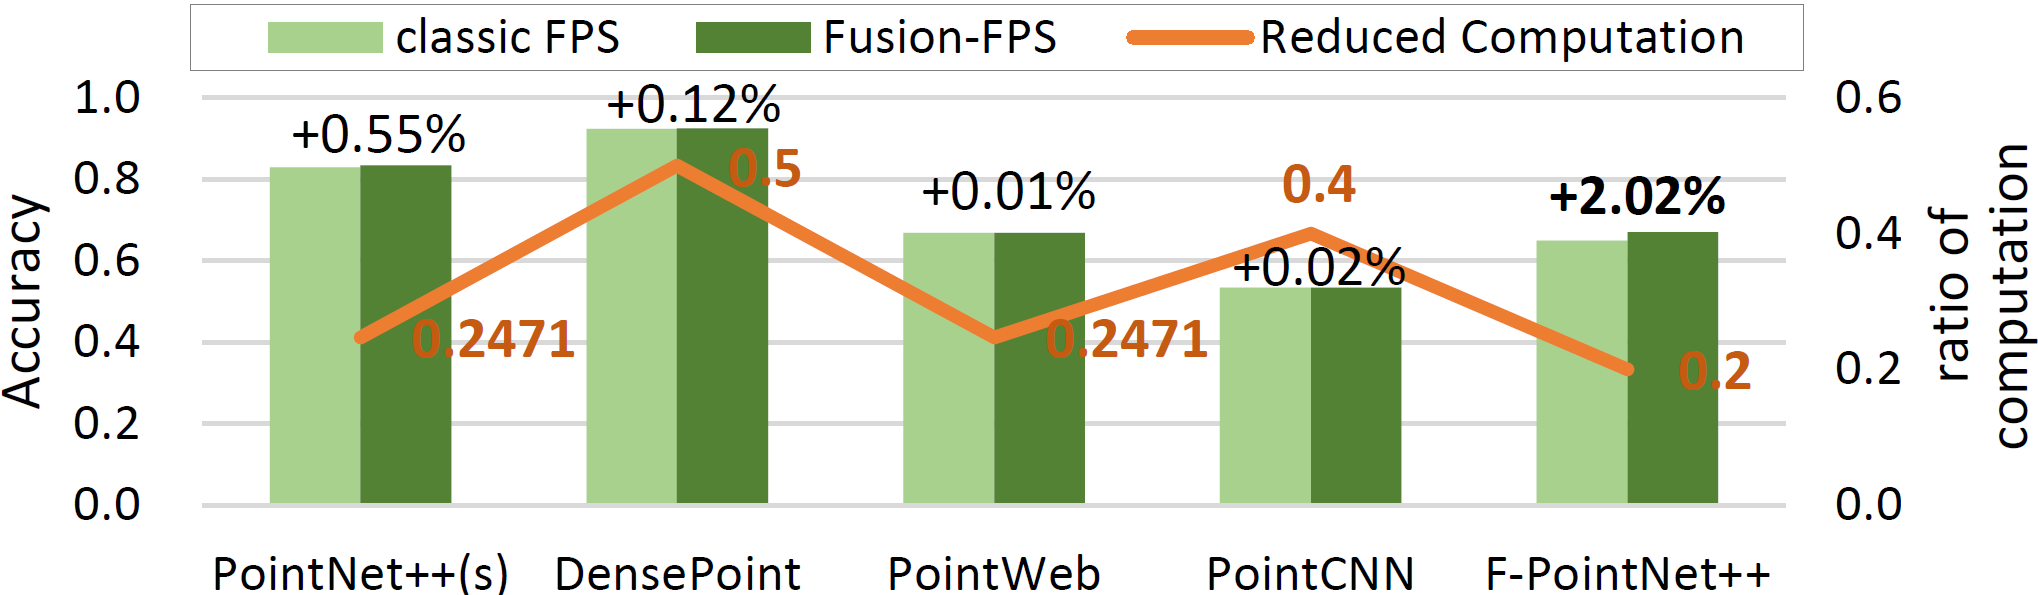 classic FPS Fusion-FPS Reduced Computation
1.0 +0.55% +0.12% 0.6
0.8 0.5 +0.01% 0.4 +2.02%
0.6 +0.02% 0.4
0.4 0.2471 0.2471 0.2 0.2
0.2
0.0 0.0
Accuracy
ratio of
computation
PointNet++(s) DensePoint PointWeb PointCNN F-PointNet++